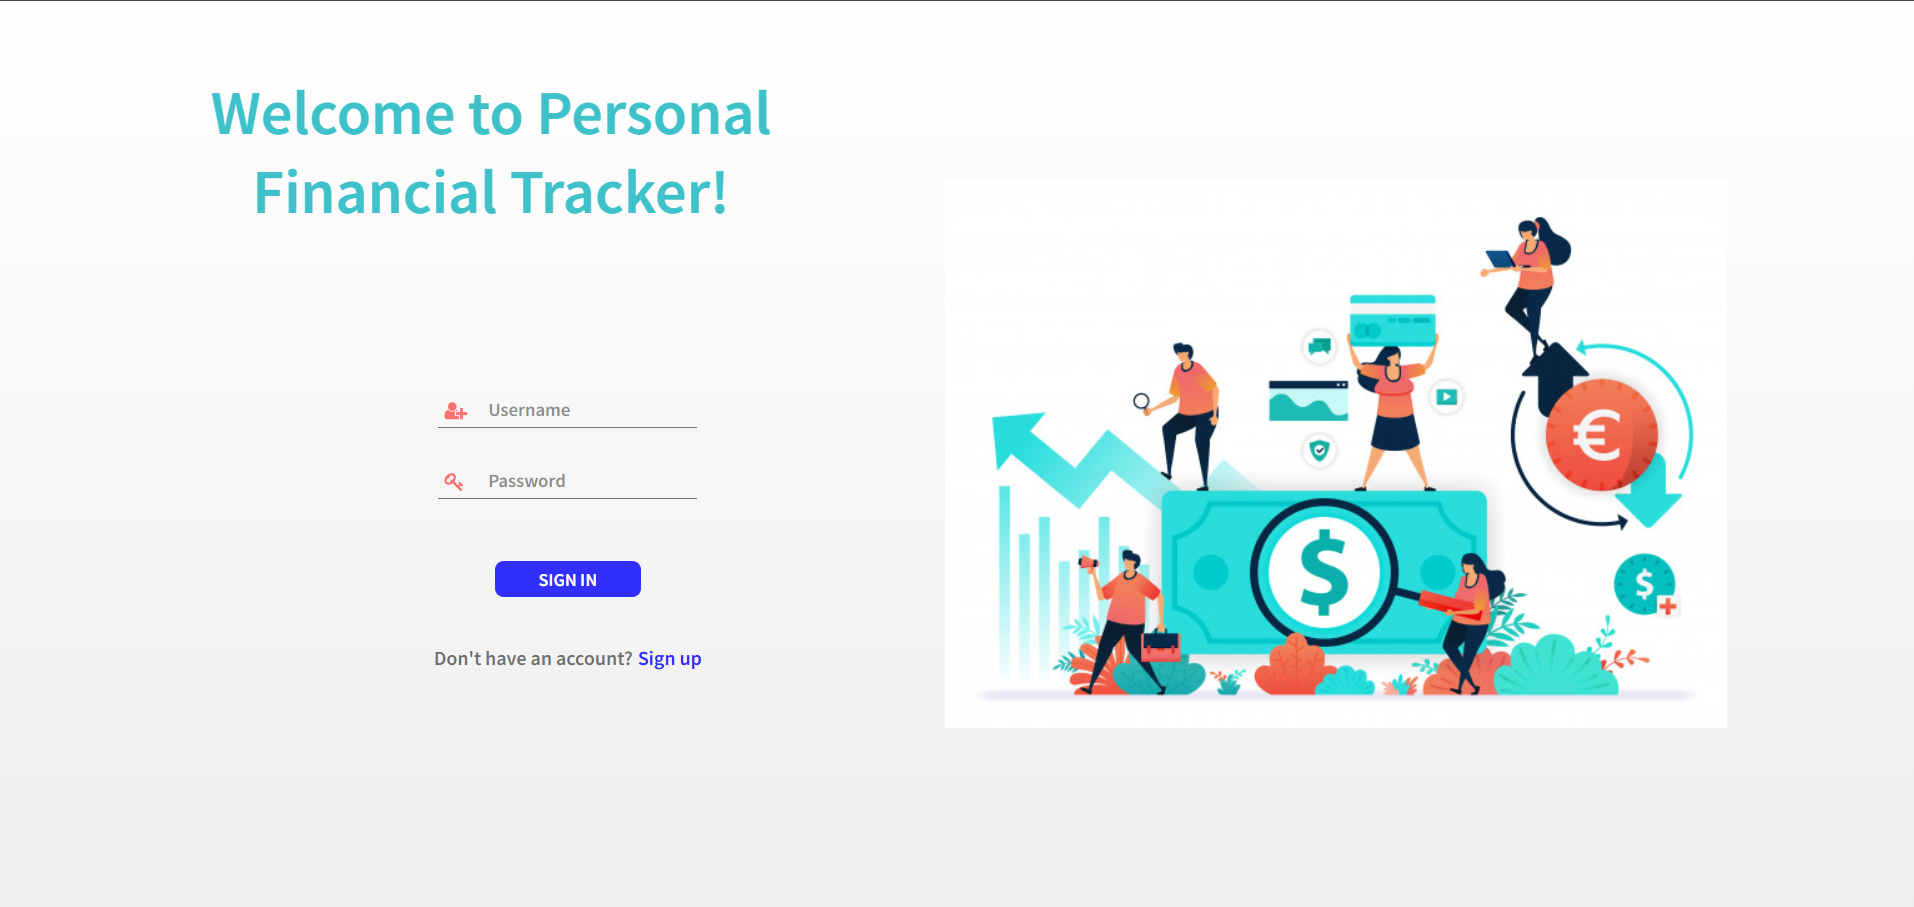 Welcome to Personal
Financial Tracker!
Username
Password
SIGN IN
Don't have an account? Sign up
€
$
$